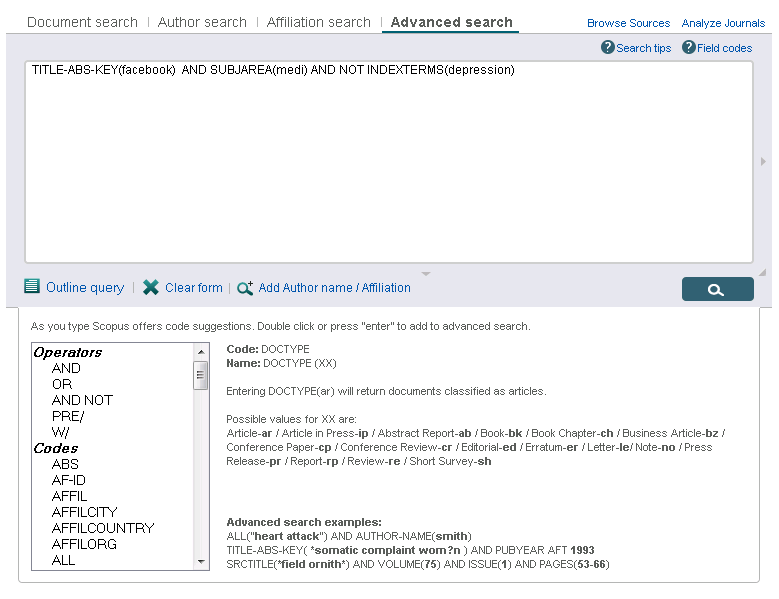 Document search | Author search | Affiliation search | Advanced search Browse Sources Analyze Journals
? Search tips ? Field codes
TITLE-ABS-KEY(facebook) AND SUBJAREA(medi) AND NOT INDEXTERMS(depression)
Outline query | Clear form | Add Author name / Affiliation
As you type Scopus offers code suggestions. Double click or press "enter" to add to advanced search.
Operators
AND
OR
AND NOT
PRE/
W/
Codes
ABS
AF-ID
AFFIL
AFFILCITY
AFFILCOUNTRY
AFFILORG
ALL
Code: DOCTYPE
Name: DOCTYPE (XX)
Entering DOCTYPE(ar) will return documents classified as articles.
Possible values for XX are:
Article-ar / Article in Press-ip / Abstract Report-ab / Book-bk / Book Chapter-ch / Business Article-bz /
Conference Paper-cp / Conference Review-cr / Editorial-ed / Erratum-er / Letter-le/ Note-no / Press
Release-pr / Report-rp / Review-re / Short Survey-sh
Advanced search examples:
ALL("heart attack") AND AUTHOR-NAME(smith)
TITLE-ABS-KEY( *somatic complaint wom?n ) AND PUBYEAR AFT 1993
SRCTITLE(*field ornith*) AND VOLUME(75) AND ISSUE(1) AND PAGES(53-66)